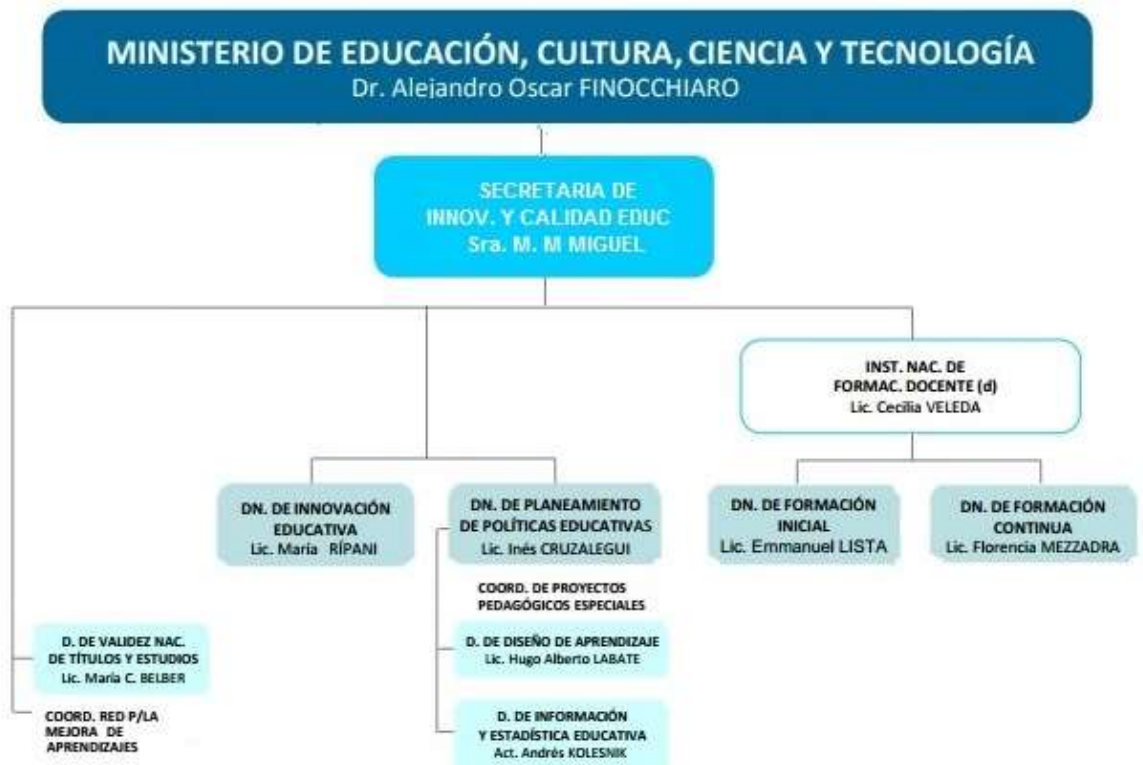 MINISTERIO DE EDUCACIÓN, CULTURA, CIENCIA Y TECNOLOGÍA
Dr. Alejandro Oscar FINOCCHIARO
SECRETARIA DE
INNOV. Y CALIDAD EDUC
Sra. M. M MIGUEL
INST. NAC. DE
FORMAC. DOCENTE (d)
Lic. Cecilia VELEDA
DN. DE INNOVACIÓN
EDUCATIVA
Lic. María RÍPANI
DN. DE PLANEAMIENTO
DE POLÍTICAS EDUCATIVAS
Lic. Inés CRUZALEGUI
DN. DE FORMACIÓN
INICIAL
Lic. Emmanuel LISTA
DN. DE FORMACIÓN
CONTINUA
Lic. Florencia MEZZADRA
COORD. DE PROYECTOS
PEDAGÓGICOS ESPECIALES
D. DE VALIDEZ NAC.
DE TÍTULOS Y ESTUDIOS
Lic. María C. BELBER
D. DE DISEÑO DE APRENDIZAJE
Lic. Hugo Alberto LABATE
COORD. RED P/LA
MEJORA DE
APRENDIZAJES
D. DE INFORMACIÓN
Y ESTADÍSTICA EDUCATIVA
Act. Andrés KOLESNIK